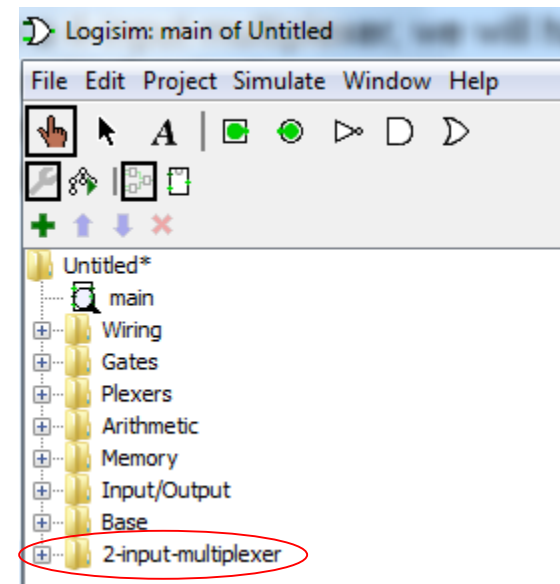 Logisim: main of Untitled
File Edit Project Simulate Window Help
A
Untitled*
main
Wiring
Gates
Plexers
Arithmetic
Memory
Input/Output
Base
2-input-multiplexer